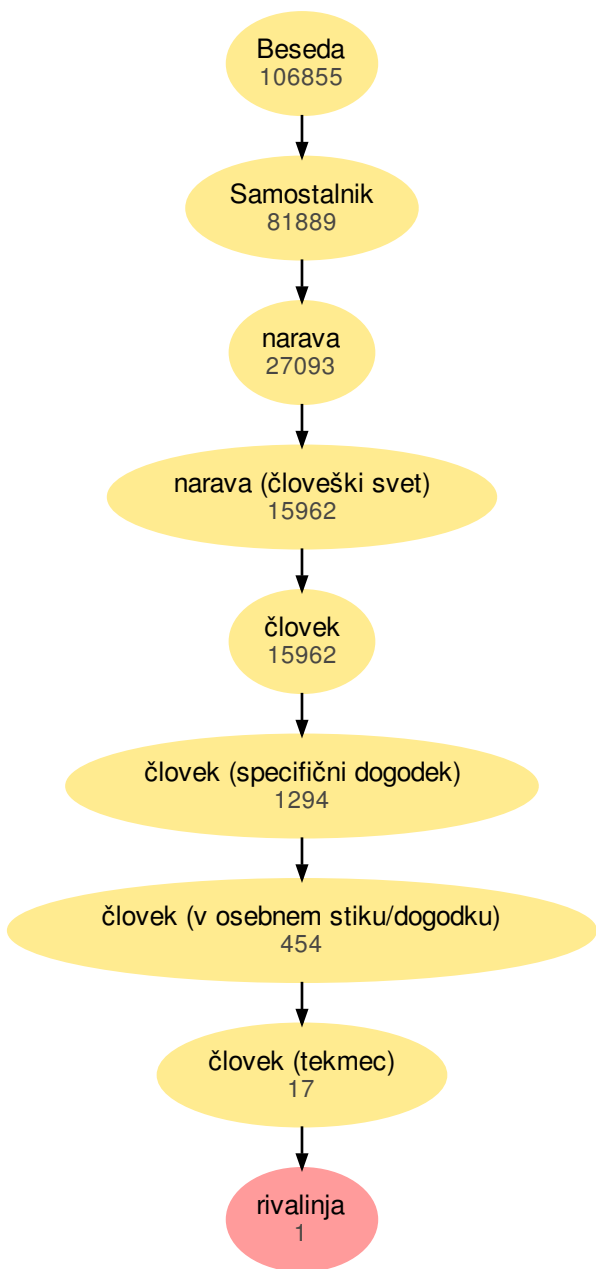 Beseda
106855
Samostalnik
81889
narava
27093
narava (človeški svet)
15962
človek
15962
človek (specifični dogodek)
1294
človek (v osebnem stiku/dogodku)
454
človek (tekmec)
17
rivalinja
1